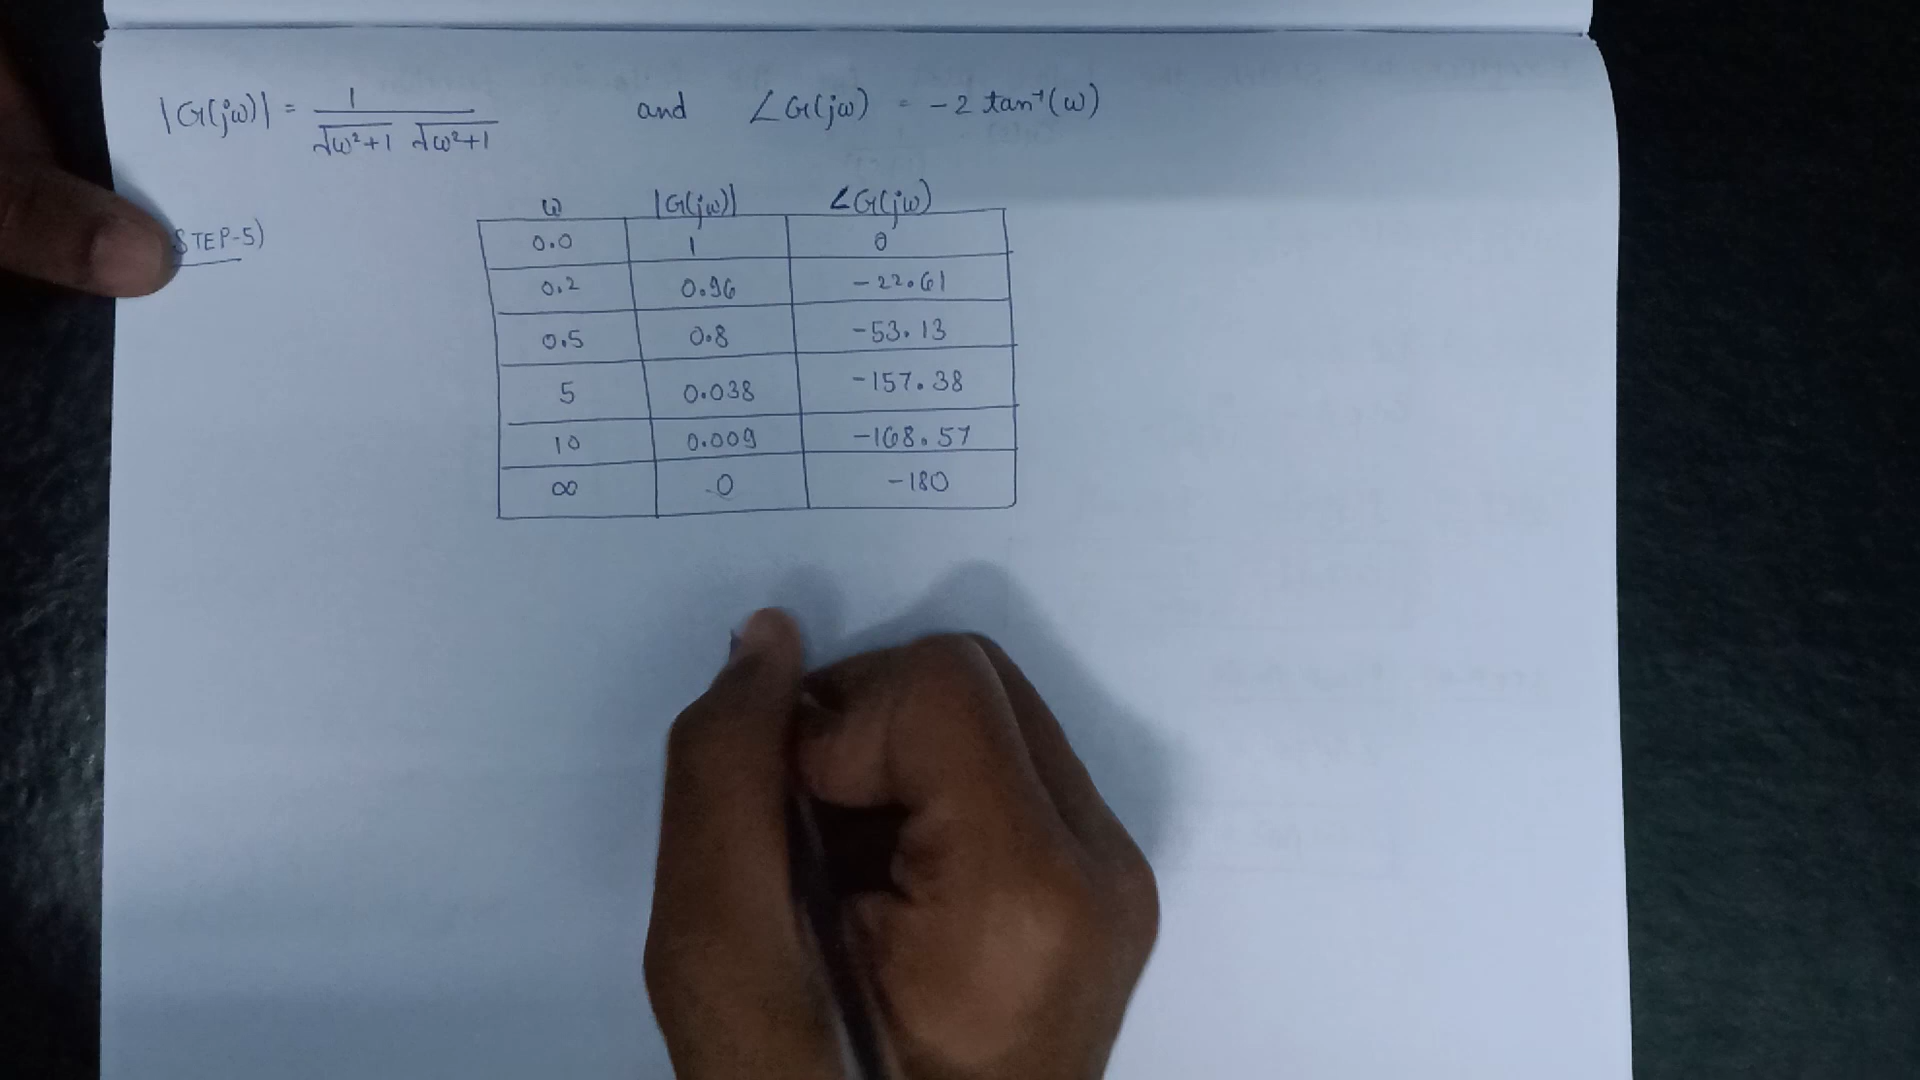 |G(jω)| = 1 / √ω²+1 √ω²+1 and ∠G(jω) = -2 tan⁻¹(ω)
STEP-5)
ω |G(jω)| ∠G(jω)
0.0 1 0
0.2 0.96 -22.61
0.5 0.8 -53.13
5 0.038 -157.38
10 0.009 -168.57
∞ 0 -180